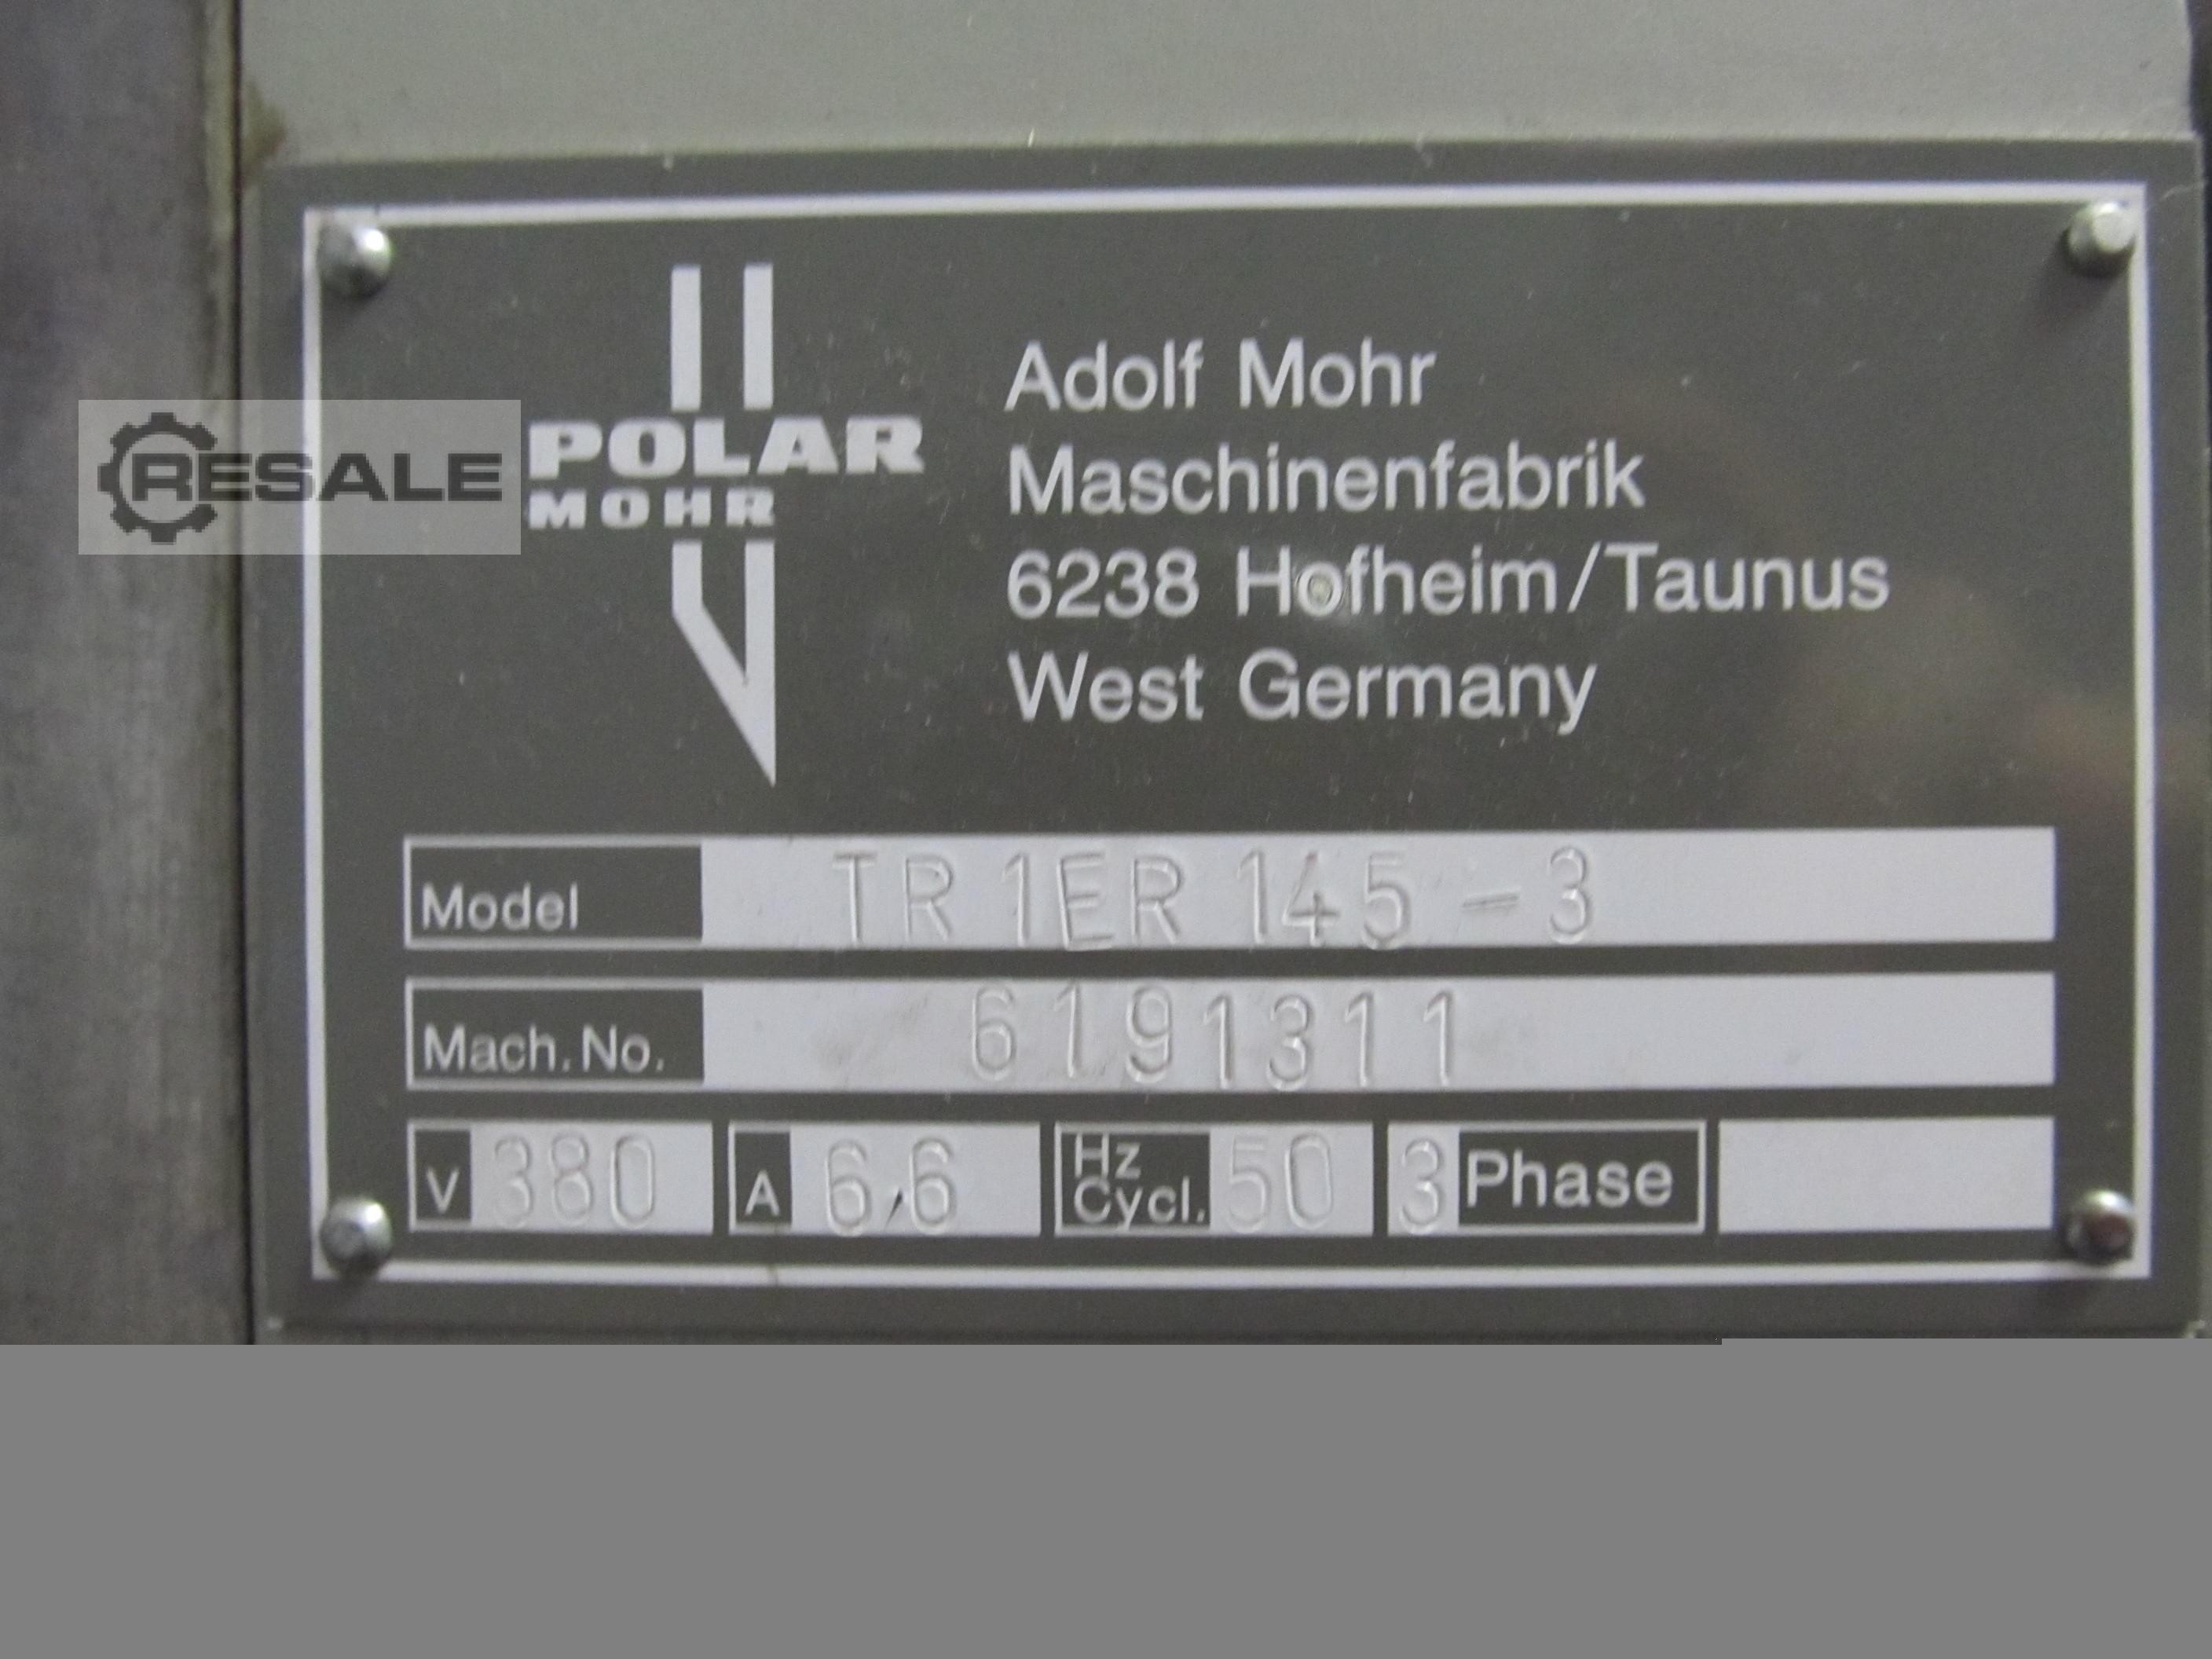 RESALE
POLAR
MOHR
Adolf Mohr
Maschinenfabrik
6238 Hofheim/Taunus
West Germany
Model TR 1ER 145-3
Mach. No. 6191311
V 380 A 6,6 Hz Cycl. 50 3 Phase